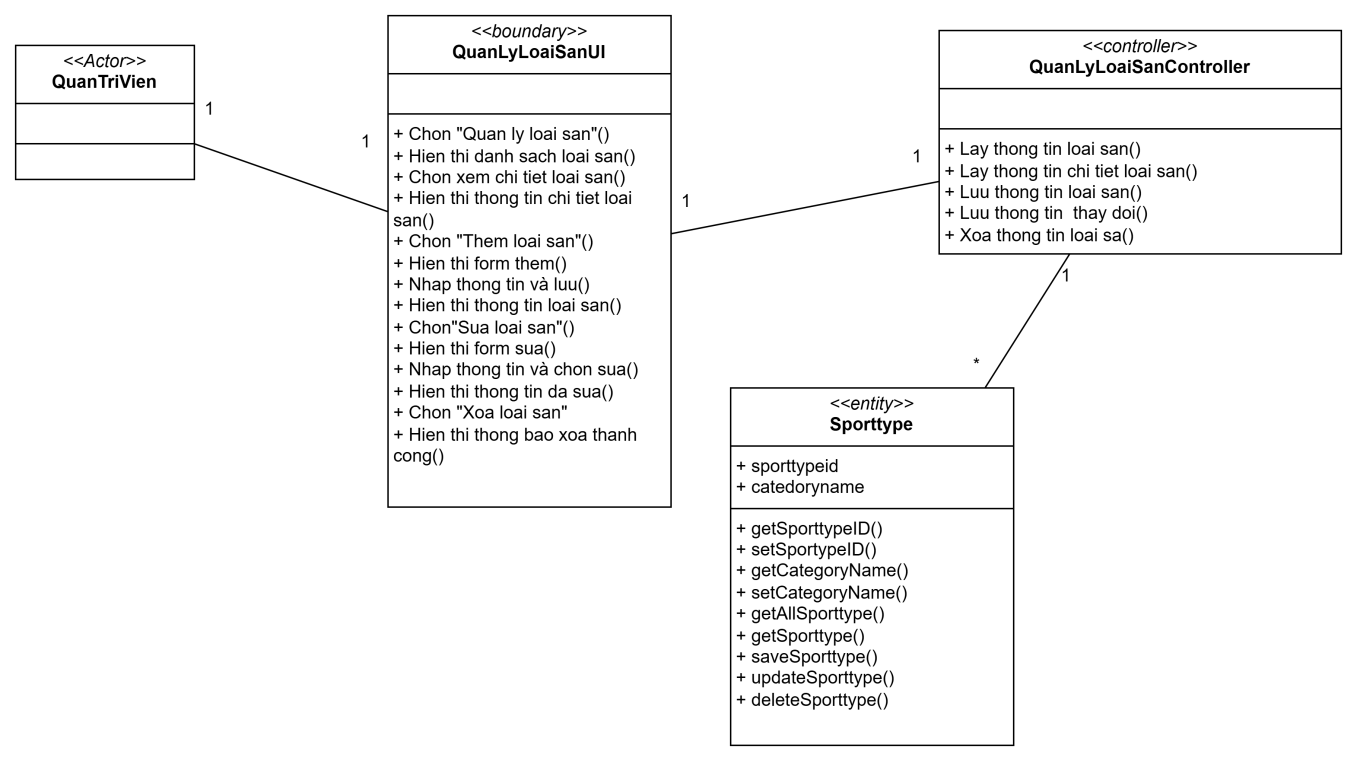 <<Actor>>
QuanTriVien
1
<<boundary>>
QuanLyLoaiSanUI
1
+ Chon "Quan ly loai san"()
+ Hien thi danh sach loai san()
+ Chon xem chi tiet loai san()
+ Hien thi thong tin chi tiet loai
san()
+ Chon "Them loai san"()
+ Hien thi form them()
+ Nhap thong tin và luu()
+ Hien thi thong tin loai san()
+ Chon"Sua loai san"()
+ Hien thi form sua()
+ Nhap thong tin và chon sua()
+ Hien thi thong tin da sua()
+ Chon "Xoa loai san"
+ Hien thi thong bao xoa thanh
cong()
1
<<controller>>
QuanLyLoaiSanController
1
+ Lay thong tin loai san()
+ Lay thong tin chi tiet loai san()
+ Luu thong tin loai san()
+ Luu thong tin  thay doi()
+ Xoa thong tin loai sa()
1
*
<<entity>>
Sporttype
+ sporttypeid
+ catedoryname
+ getSporttypeID()
+ setSportypeID()
+ getCategoryName()
+ setCategoryName()
+ getAllSporttype()
+ getSporttype()
+ saveSporttype()
+ updateSporttype()
+ deleteSporttype()